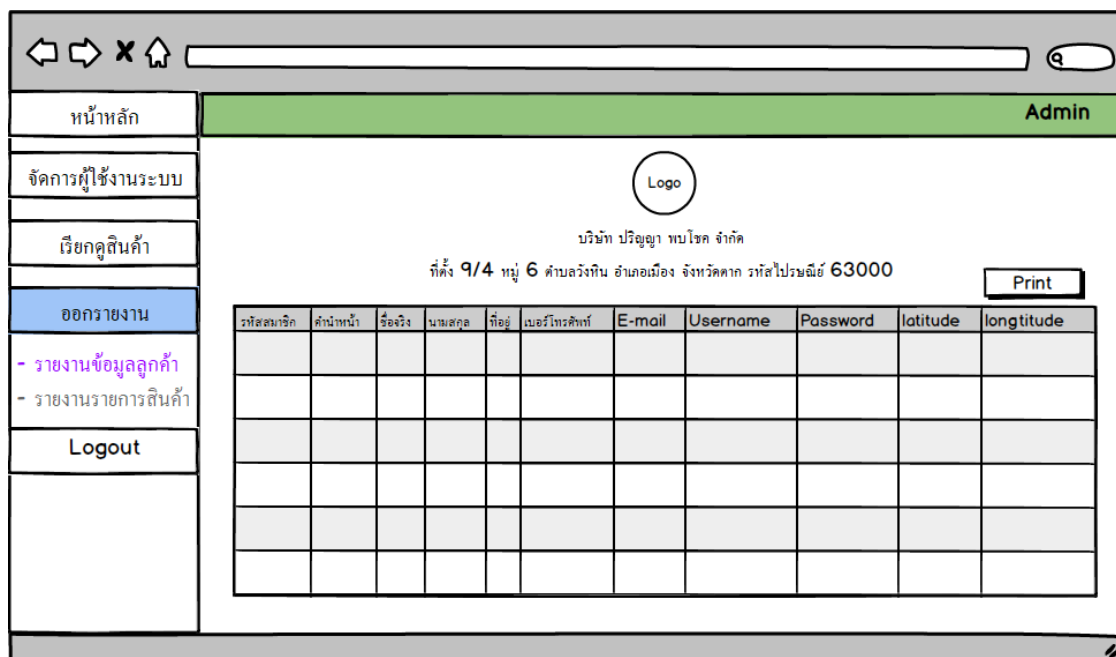 หน้าหลัก
Admin
จัดการผู้ใช้งานระบบ
เรียกดูสินค้า
ออกรายงาน
- รายงานข้อมูลลูกค้า
- รายงานรายการสินค้า
Logout
Logo
บริษัท ปริญญา พบโชค จำกัด
ที่ตั้ง 9/4 หมู่ 6 ตำบลวังหิน อำเภอเมือง จังหวัดตาก รหัสไปรษณีย์ 63000
Print
รหัสสมาชิก คำนำหน้า ชื่อจริง นามสกุล ที่อยู่ เบอร์โทรศัพท์ E-mail Username Password latitude longtitude